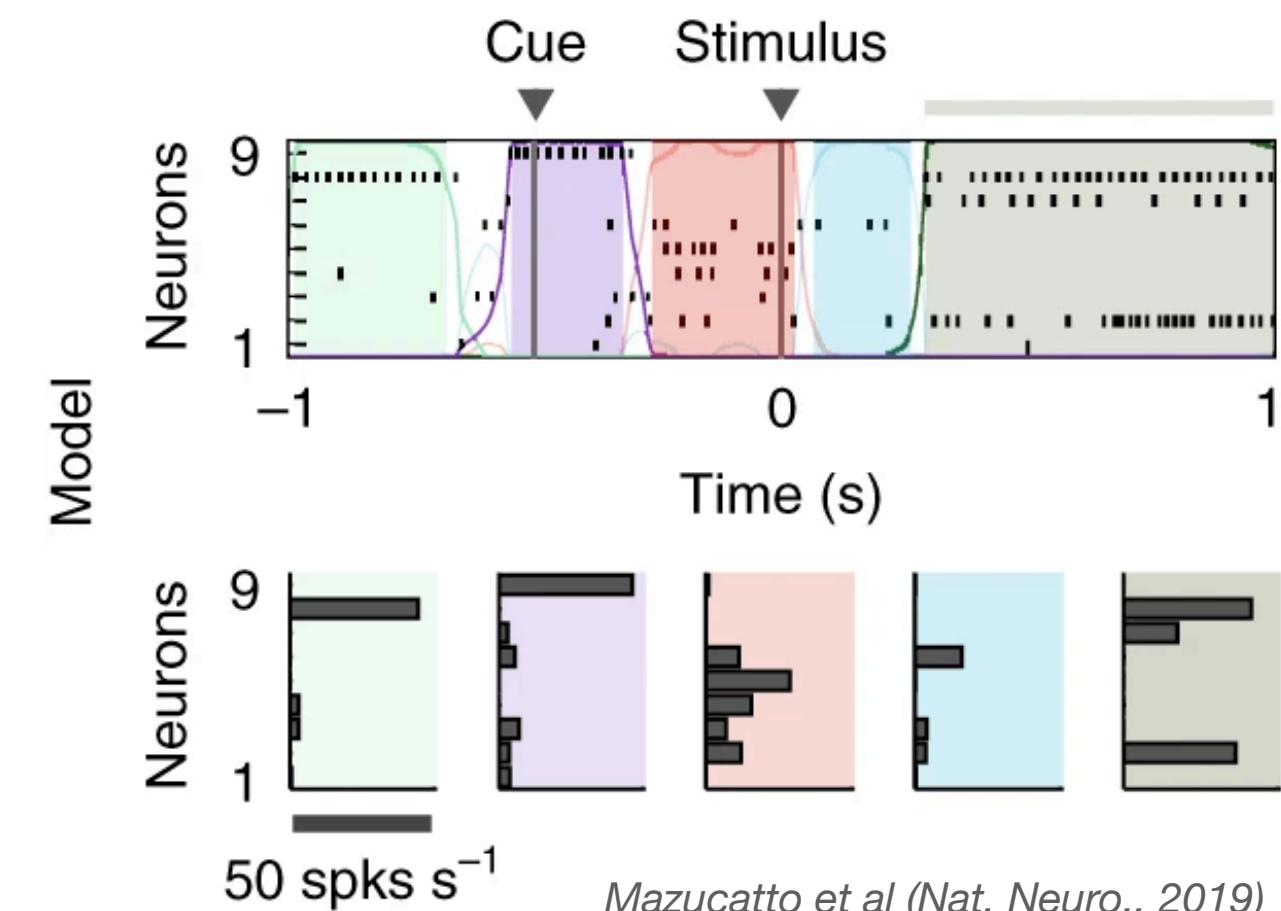 Cue Stimulus
Model
Neurons
9
1
–1 0 1
Time (s)
Neurons
9
1
50 spks s⁻¹
Mazucatto et al (Nat. Neuro., 2019)